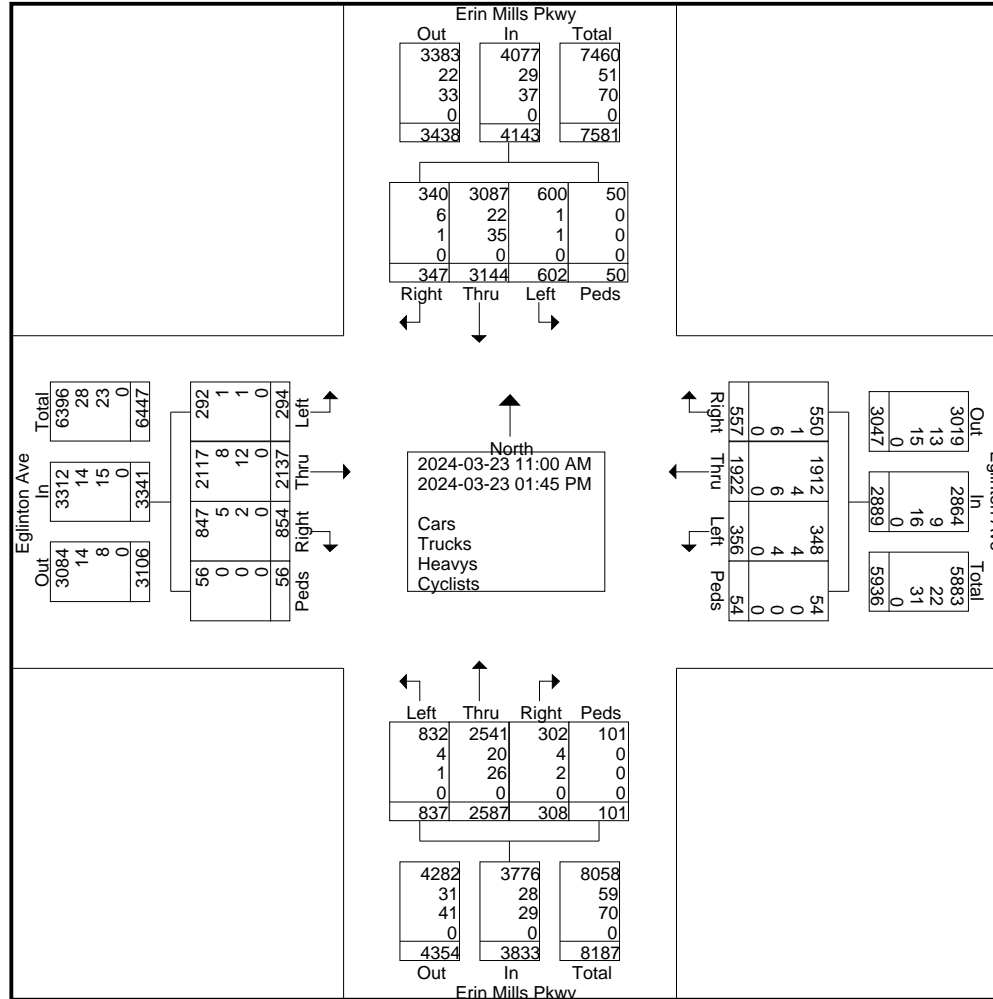 Erin Mills Pkwy
Out In Total
3383 4077 7460
22 29 51
33 37 70
0 0 0
3438 4143 7581
340 3087 600 50
6 22 1 0
1 35 1 0
0 0 0 0
347 3144 602 50
Right Thru Left Peds
Eglinton Ave
Total
6396 28 23 0 6447
In
3312 14 15 0 3341
Out
3084 14 8 0 3106
292 1 1 0 294
Left
2117 8 12 0 2137
Thru
847 5 2 0 854
Right
56 0 0 0 56
Peds
North
2024-03-23 11:00 AM
2024-03-23 01:45 PM
Cars
Trucks
Heavys
Cyclists
Right
557 0 6 1 550
Thru
1922 0 6 4 1912
Left
356 0 4 4 348
Peds
54 0 0 0 54
Out
3047 0 15 13 3019
In
2889 0 16 9 2864
Total
5936 0 31 22 5883
Eglinton Ave
Left Thru Right Peds
832 2541 302 101
4 20 4 0
1 26 2 0
0 0 0 0
837 2587 308 101
4282 3776 8058
31 28 59
41 29 70
0 0 0
4354 3833 8187
Out In Total
Erin Mills Pkwy